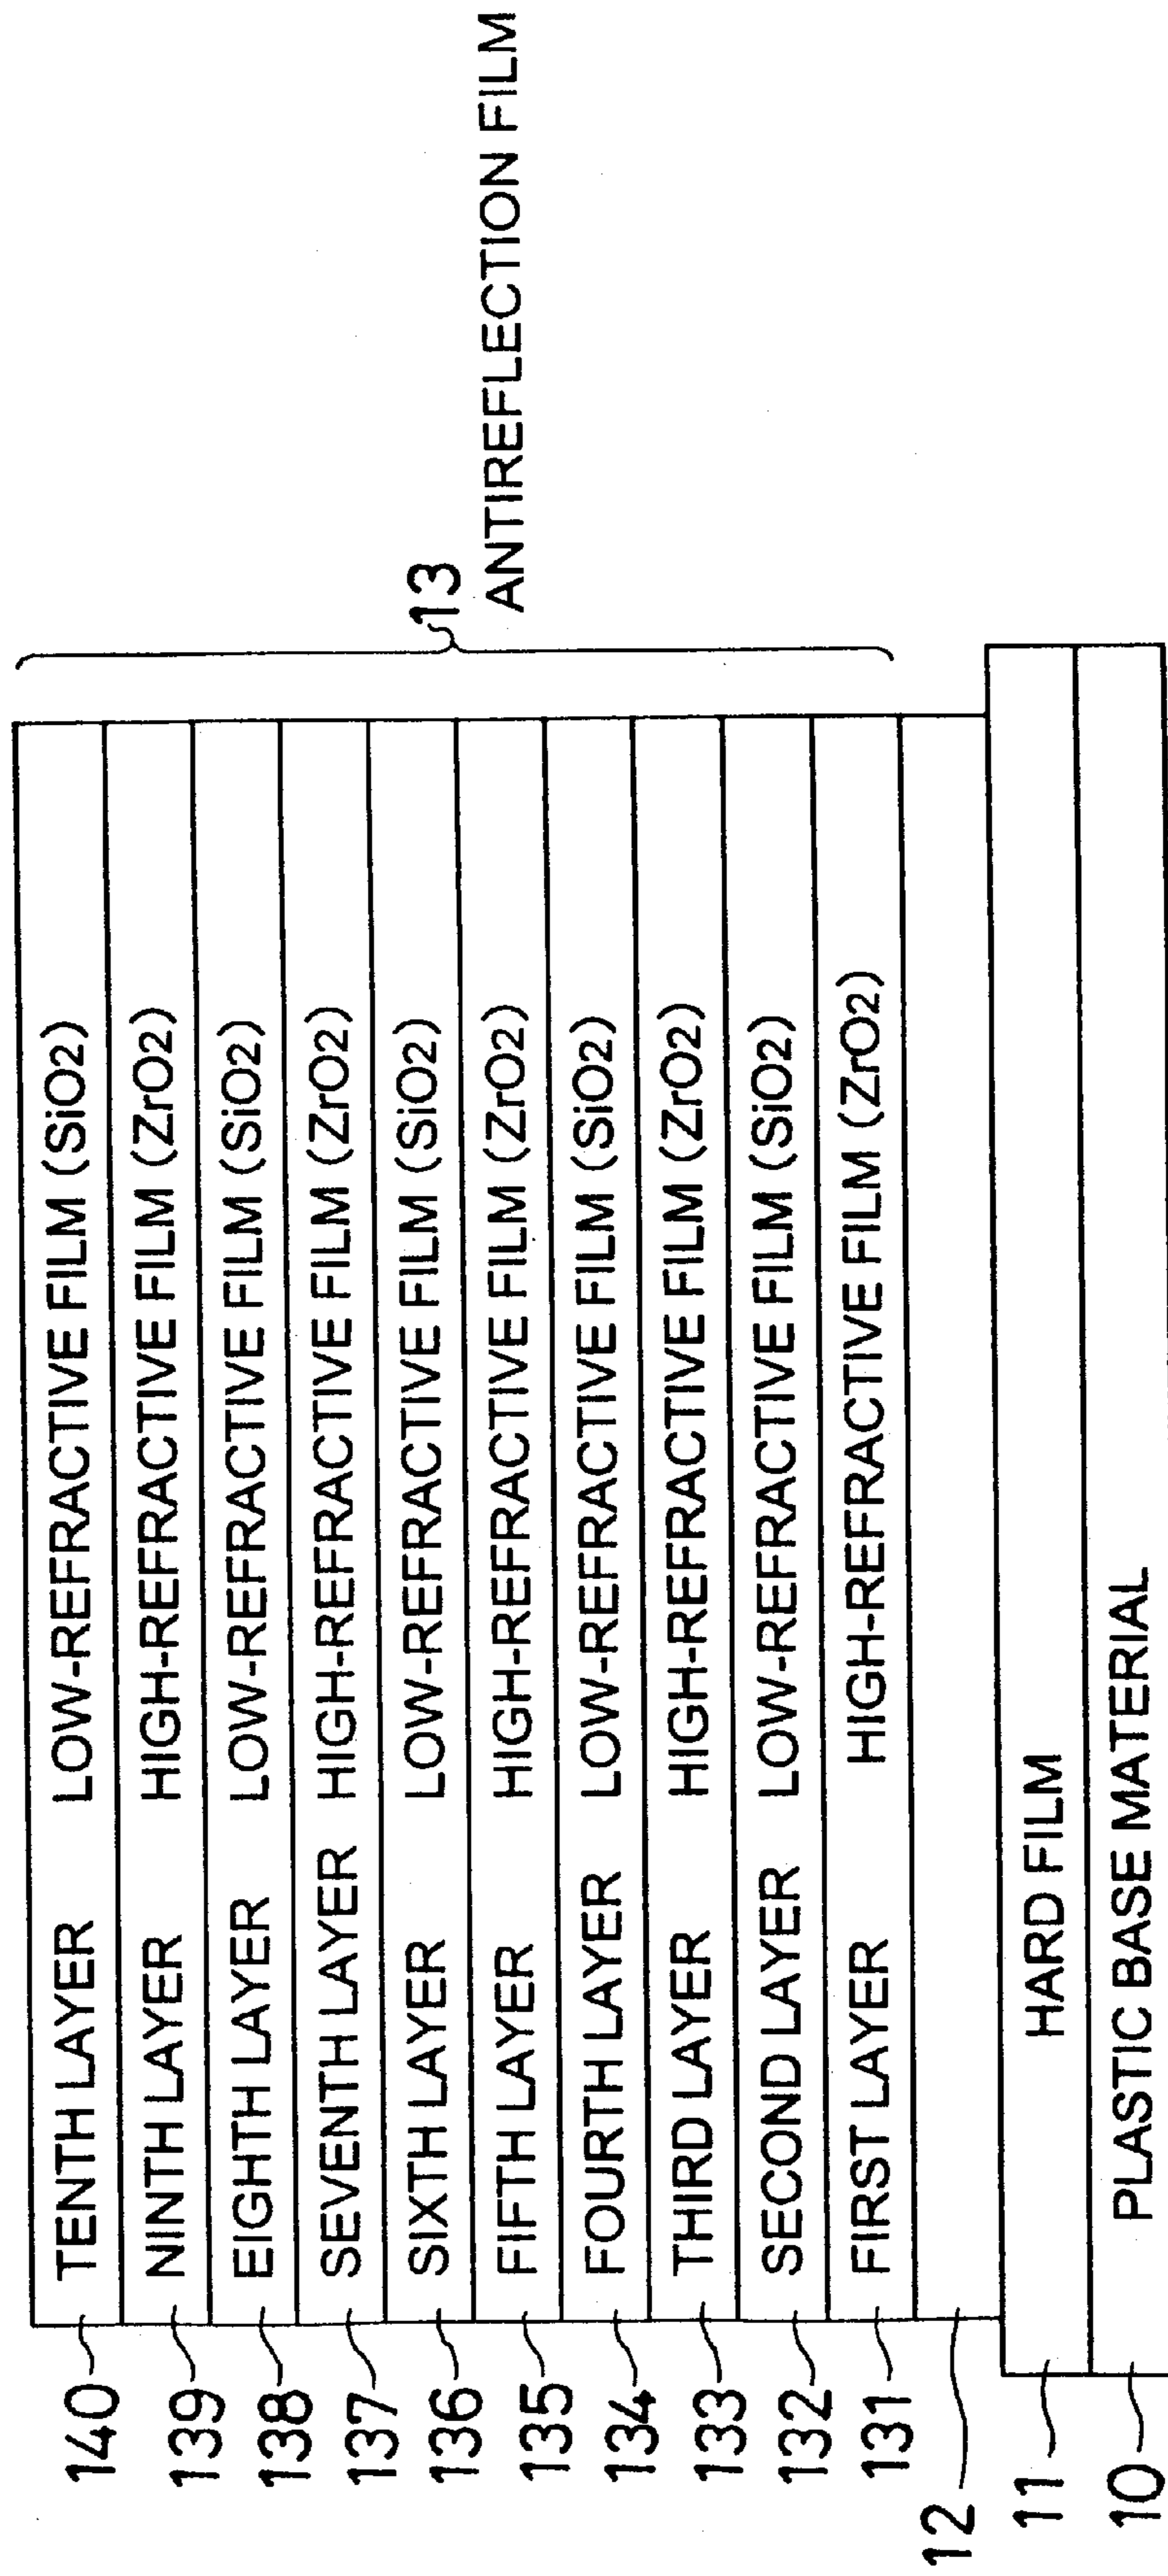 140 TENTH LAYER LOW-REFRACTIVE FILM (SiO2)
139 NINTH LAYER HIGH-REFRACTIVE FILM (ZrO2)
138 EIGHTH LAYER LOW-REFRACTIVE FILM (SiO2)
137 SEVENTH LAYER HIGH-REFRACTIVE FILM (ZrO2)
136 SIXTH LAYER LOW-REFRACTIVE FILM (SiO2)
135 FIFTH LAYER HIGH-REFRACTIVE FILM (ZrO2)
134 FOURTH LAYER LOW-REFRACTIVE FILM (SiO2)
133 THIRD LAYER HIGH-REFRACTIVE FILM (ZrO2)
132 SECOND LAYER LOW-REFRACTIVE FILM (SiO2)
131 FIRST LAYER HIGH-REFRACTIVE FILM (ZrO2)
13
ANTIREFLECTION FILM
12
11 HARD FILM
10 PLASTIC BASE MATERIAL